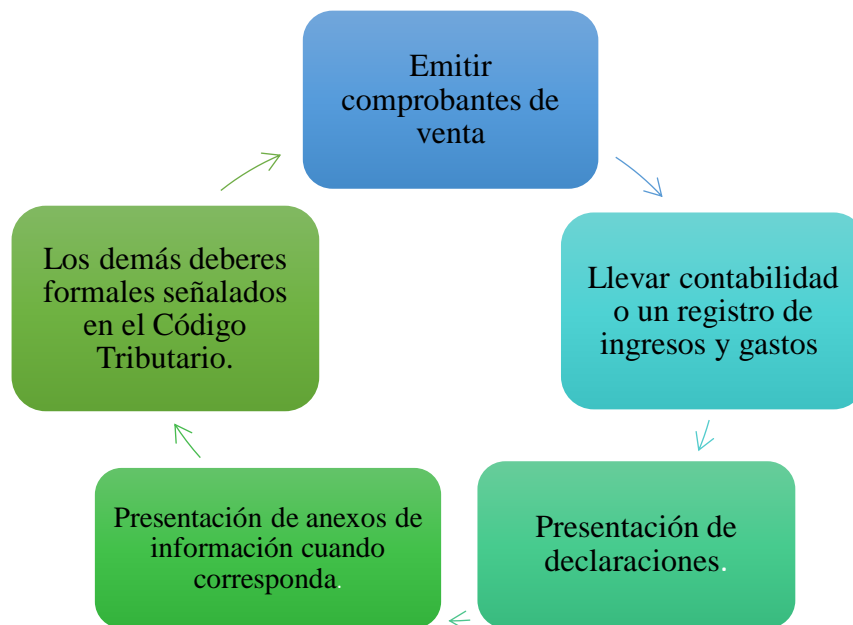 Emitir
comprobantes de
venta
Llevar contabilidad
o un registro de
ingresos y gastos
Presentación de
declaraciones.
Presentación de anexos de
información cuando
corresponda.
Los demás deberes
formales señalados
en el Código
Tributario.